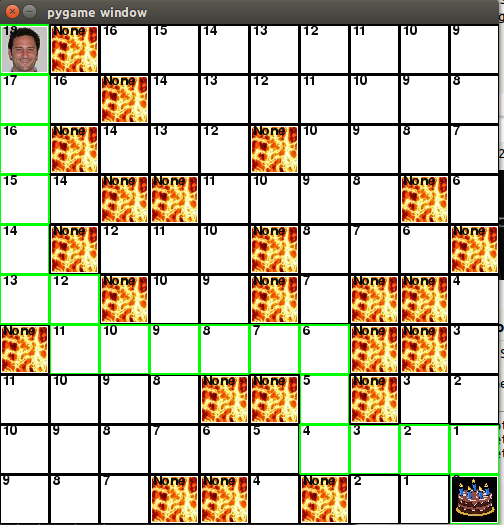 pygame window
18 None 16 15 14 13 12 11 10 9
17 16 None 14 13 12 11 10 9 8
16 None 14 13 12 None 10 9 8 7
15 14 None None 11 10 9 8 None 6
14 None 12 11 10 None 8 7 6 None
13 12 None 10 9 None 7 None None 4
None 11 10 9 8 7 6 None None 3
11 10 9 8 None None 5 None 3 2
10 9 8 7 6 5 4 3 2 1
9 8 7 None None 4 None 2 1